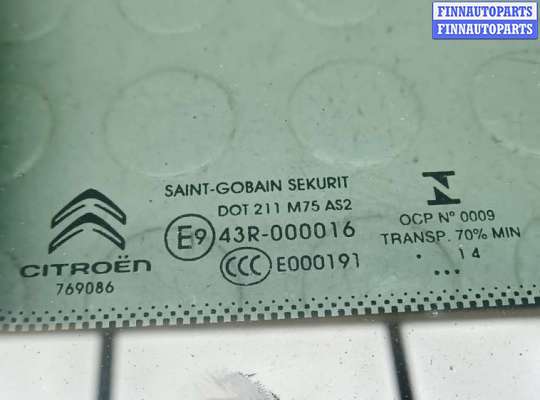 FINNAUTOPARTS
FINNAUTOPARTS
SAINT-GOBAIN SEKURIT
DOT 211 M75 AS2
E9 43R-000016
CCC E000191
CITROËN
769086
N
OCP Nº 0009
TRANSP. 70% MIN
. 14
...